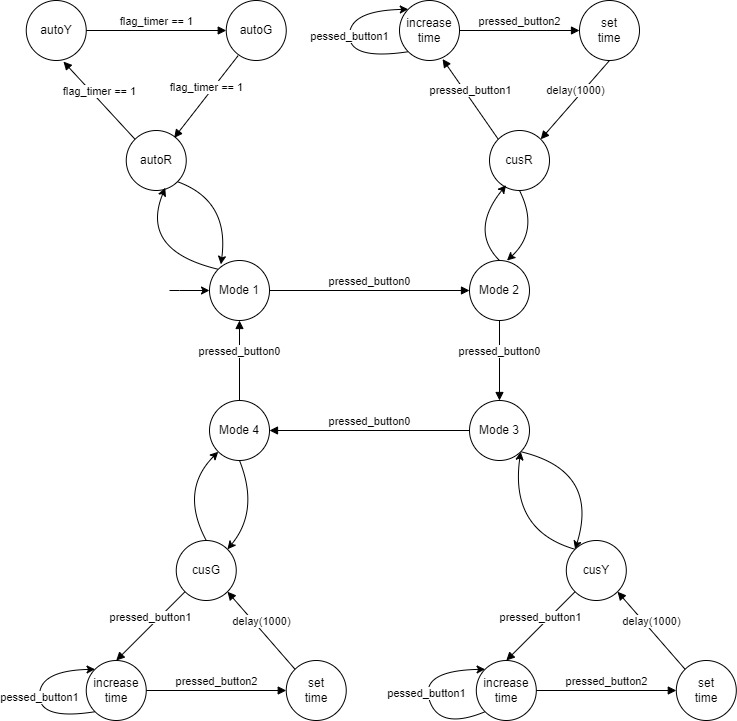 autoY
flag_timer == 1
autoG
flag_timer == 1
flag_timer == 1
autoR
increase
time
pessed_button1
pressed_button2
set
time
pressed_button1
delay(1000)
cusR
Mode 1
pressed_button0
Mode 2
pressed_button0
pressed_button0
Mode 4
pressed_button0
Mode 3
cusG
pressed_button1
delay(1000)
increase
time
pessed_button1
pressed_button2
set
time
cusY
pressed_button1
delay(1000)
increase
time
pessed_button1
pressed_button2
set
time